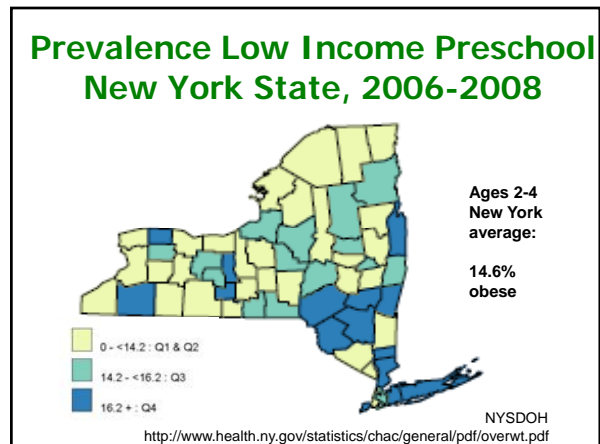 Prevalence Low Income Preschool
New York State, 2006-2008
Ages 2-4
New York
average:
14.6%
obese
0 - <14.2 : Q1 & Q2
14.2 - <16.2 : Q3
16.2 + : Q4
NYSDOH
http://www.health.ny.gov/statistics/chac/general/pdf/overwt.pdf